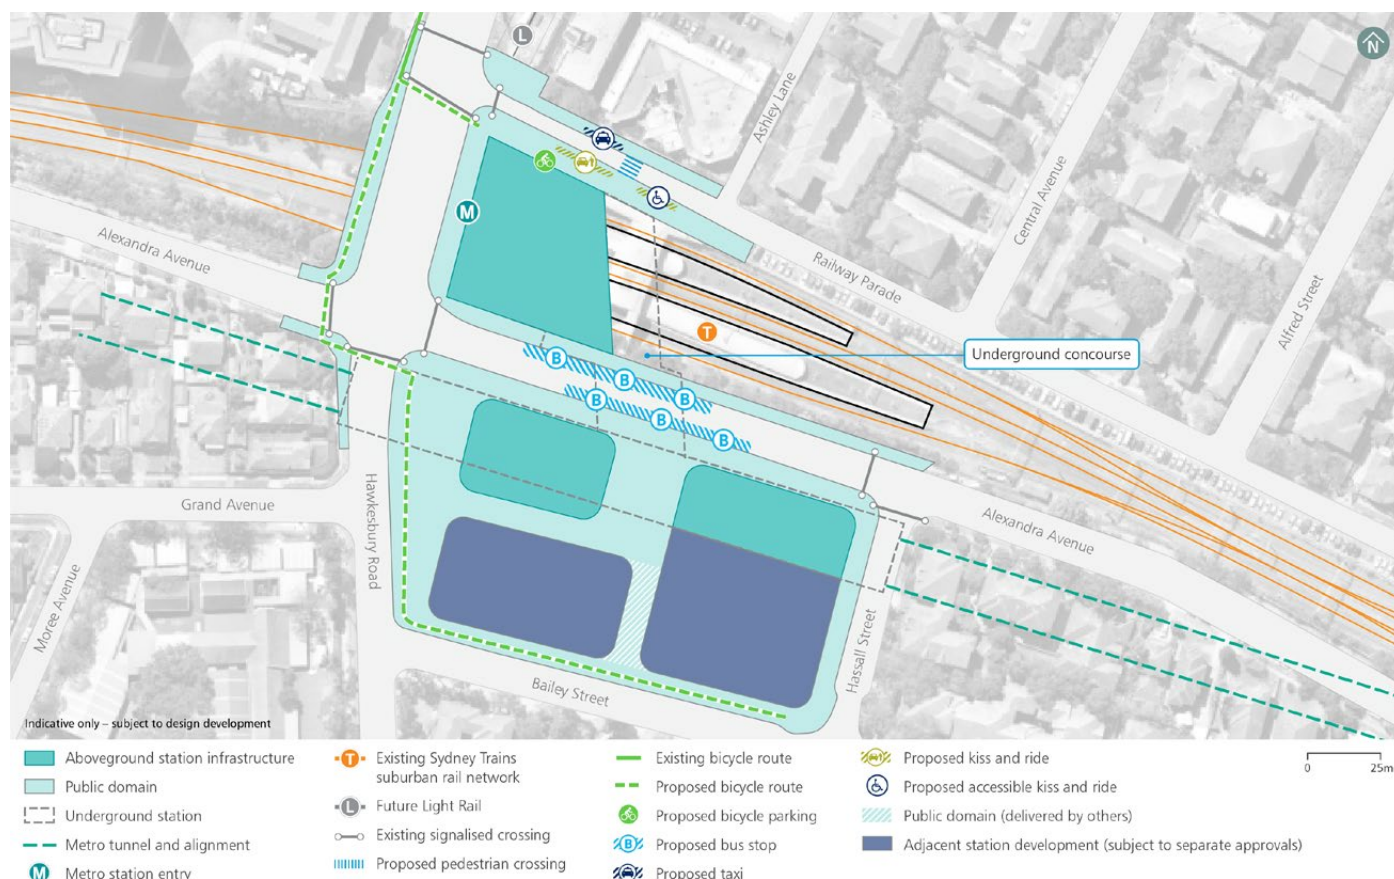 L
N
Ashley Lane
Central Avenue
M
Alexandra Avenue
Railway Parade
Alfred Street
T
Underground concourse
B
B
B
B
B
B
Grand Avenue
Hawkesbury Road
Alexandra Avenue
Moree Avenue
Hassall Street
Bailey Street
Indicative only – subject to design development
Aboveground station infrastructure
Public domain
Underground station
Metro tunnel and alignment
M Metro station entry
T Existing Sydney Trains
suburban rail network
L Future Light Rail
Existing signalised crossing
Proposed pedestrian crossing
Existing bicycle route
Proposed bicycle route
Proposed bicycle parking
B Proposed bus stop
Proposed taxi
Proposed kiss and ride
Proposed accessible kiss and ride
Public domain (delivered by others)
Adjacent station development (subject to separate approvals)
0 25m